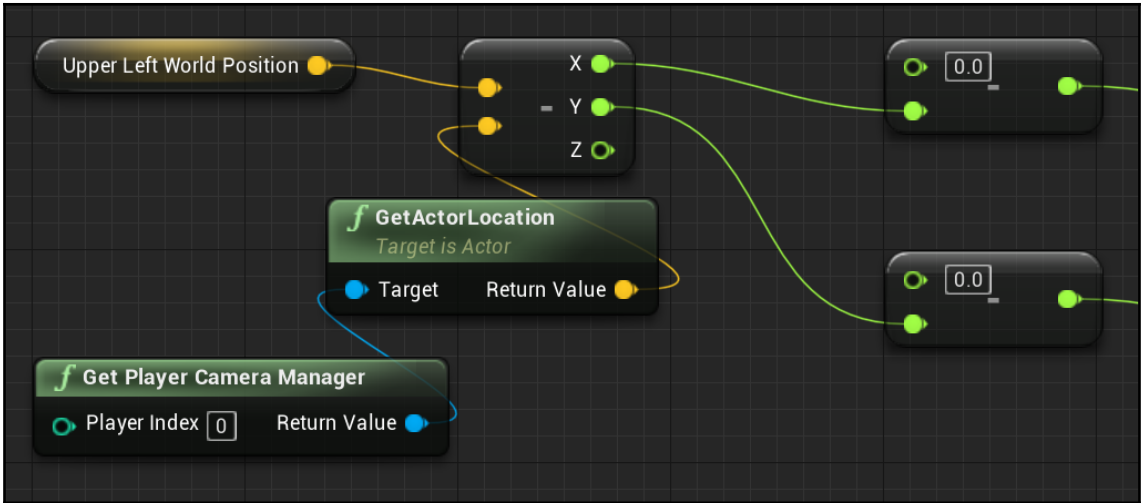 Upper Left World Position
X
- Y
Z
0.0
-
f GetActorLocation
Target is Actor
Target Return Value
0.0
-
f Get Player Camera Manager
Player Index 0 Return Value